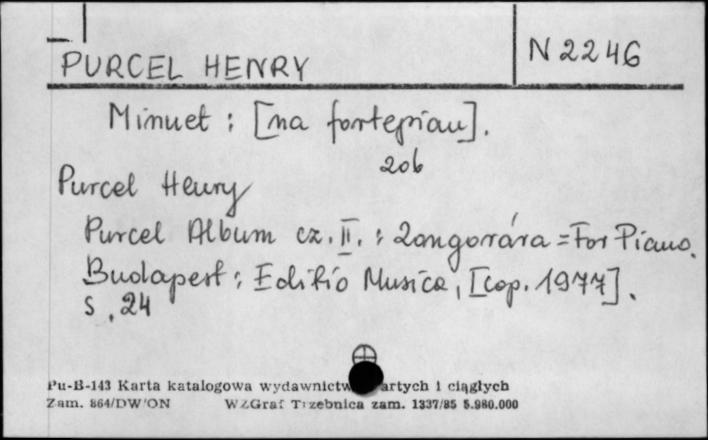 PURCEL HENRY
N 2246
Minuet : [na fortepian].
Purcel Henry
Purcel Album cz. II. : Zongorára = For Piano.
Budapest : Editio Musica, [cop. 1977].
s. 24
Pu-B-143 Karta katalogowa wydawnictw artych i ciągłych
Zam. 864/DW/ON WZGraf Trzebnica zam. 1337/85 5.980.000